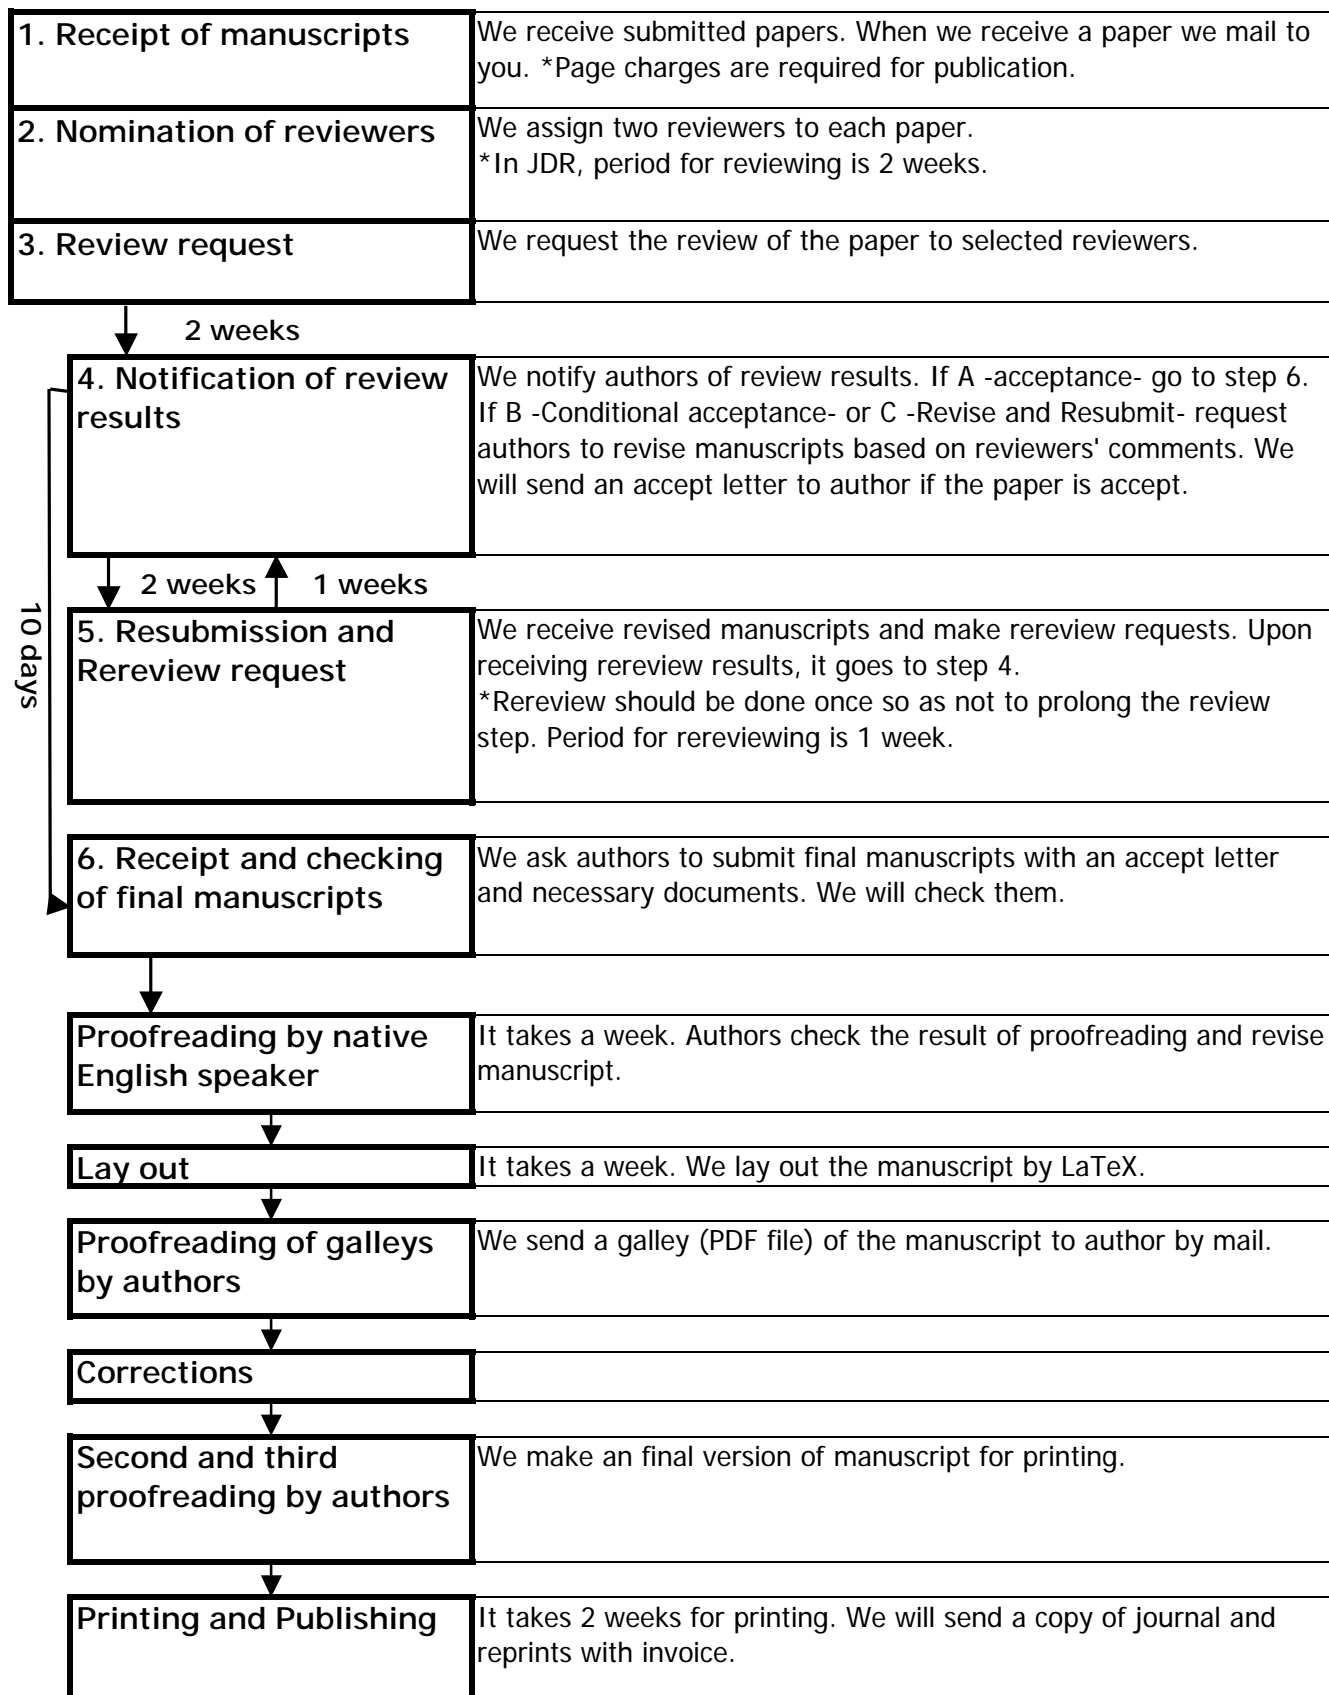 1. Receipt of manuscripts
We receive submitted papers. When we receive a paper we mail to
you. *Page charges are required for publication.
2. Nomination of reviewers
We assign two reviewers to each paper.
*In JDR, period for reviewing is 2 weeks.
3. Review request
We request the review of the paper to selected reviewers.
2 weeks
4. Notification of review
results
We notify authors of review results. If A -acceptance- go to step 6.
If B -Conditional acceptance- or C -Revise and Resubmit- request
authors to revise manuscripts based on reviewers' comments. We
will send an accept letter to author if the paper is accept.
2 weeks
1 weeks
10 days
5. Resubmission and
Rereview request
We receive revised manuscripts and make rereview requests. Upon
receiving rereview results, it goes to step 4.
*Rereview should be done once so as not to prolong the review
step. Period for rereviewing is 1 week.
6. Receipt and checking
of final manuscripts
We ask authors to submit final manuscripts with an accept letter
and necessary documents. We will check them.
Proofreading by native
English speaker
It takes a week. Authors check the result of proofreading and revise
manuscript.
Lay out
It takes a week. We lay out the manuscript by LaTeX.
Proofreading of galleys
by authors
We send a galley (PDF file) of the manuscript to author by mail.
Corrections
Second and third
proofreading by authors
We make an final version of manuscript for printing.
Printing and Publishing
It takes 2 weeks for printing. We will send a copy of journal and
reprints with invoice.